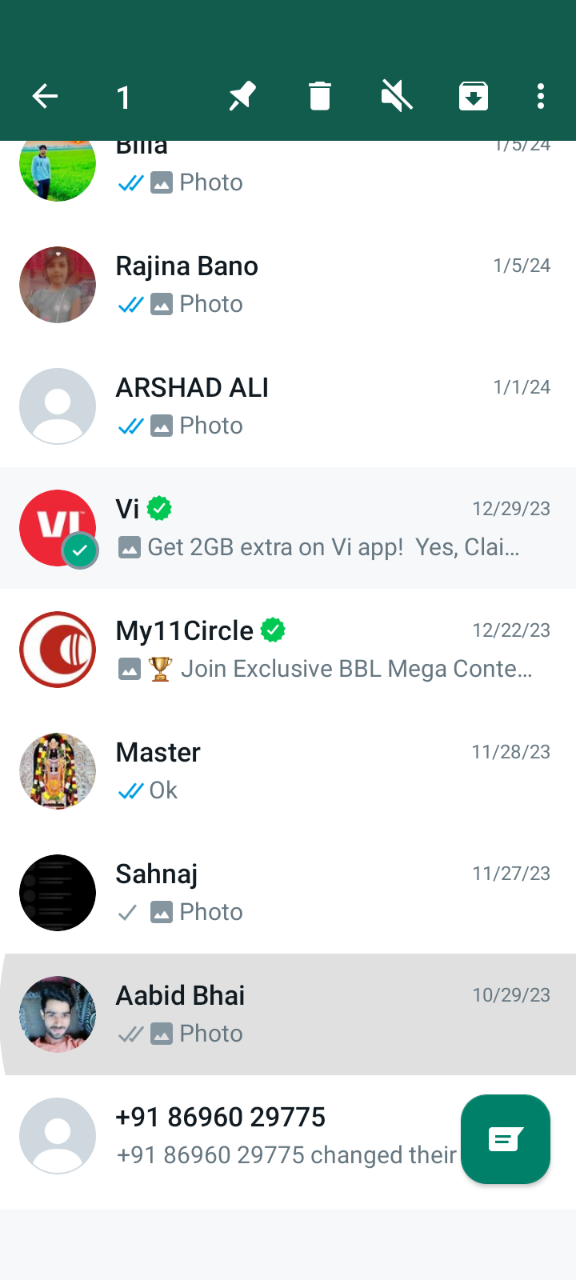 1
Billa
1/5/24
Photo
Rajina Bano
1/5/24
Photo
ARSHAD ALI
1/1/24
Photo
VI
Vi
12/29/23
Get 2GB extra on Vi app!  Yes, Clai...
My11Circle
12/22/23
🏆 Join Exclusive BBL Mega Conte...
Master
11/28/23
Ok
Sahnaj
11/27/23
Photo
Aabid Bhai
10/29/23
Photo
+91 86960 29775
+91 86960 29775 changed their